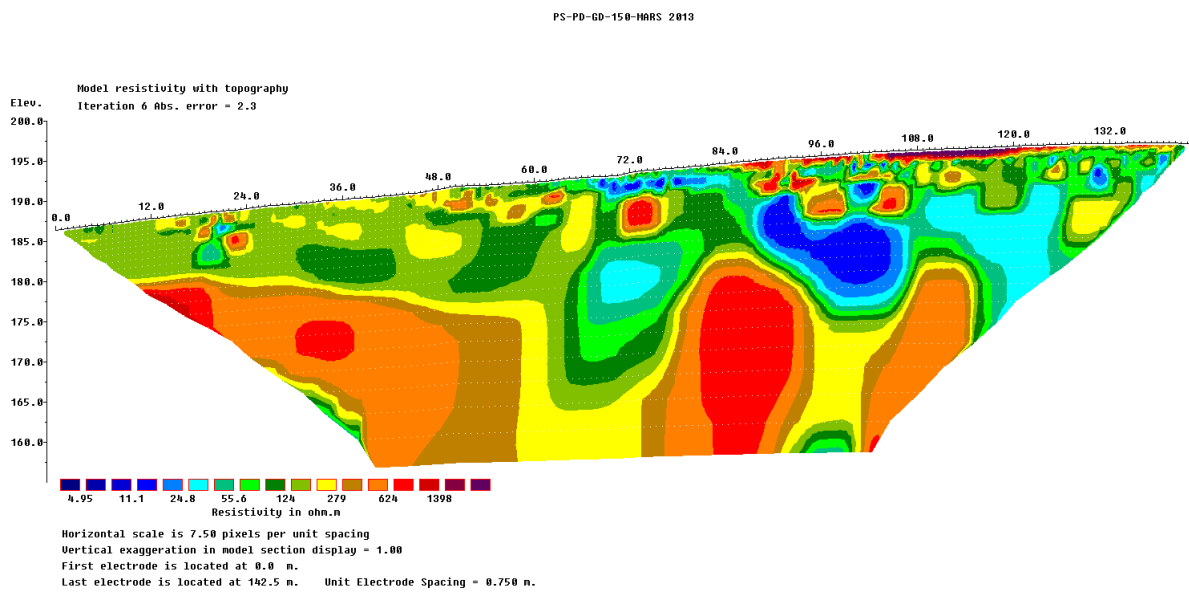 PS-PD-GD-150-MARS 2013
Model resistivity with topography
Iteration 6 Abs. error = 2.3
Elev.
200.0
195.0
190.0
185.0
180.0
175.0
170.0
165.0
160.0
0.0 12.0 24.0 36.0 48.0 60.0 72.0 84.0 96.0 108.0 120.0 132.0
4.95 11.1 24.8 55.6 124 279 624 1398
Resistivity in ohm.m
Horizontal scale is 7.50 pixels per unit spacing
Vertical exaggeration in model section display = 1.00
First electrode is located at 0.0 m.
Last electrode is located at 142.5 m. Unit Electrode Spacing = 0.750 m.